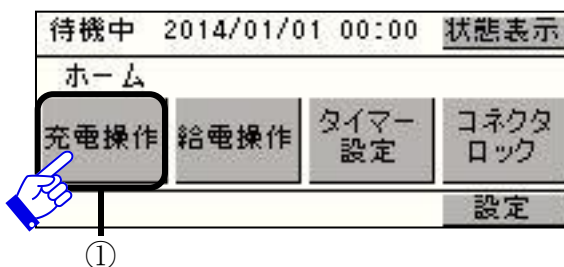 待機中 2014/01/01 00:00 状態表示
ホーム
充電操作 給電操作 タイマー設定 コネクタロック
設定
①